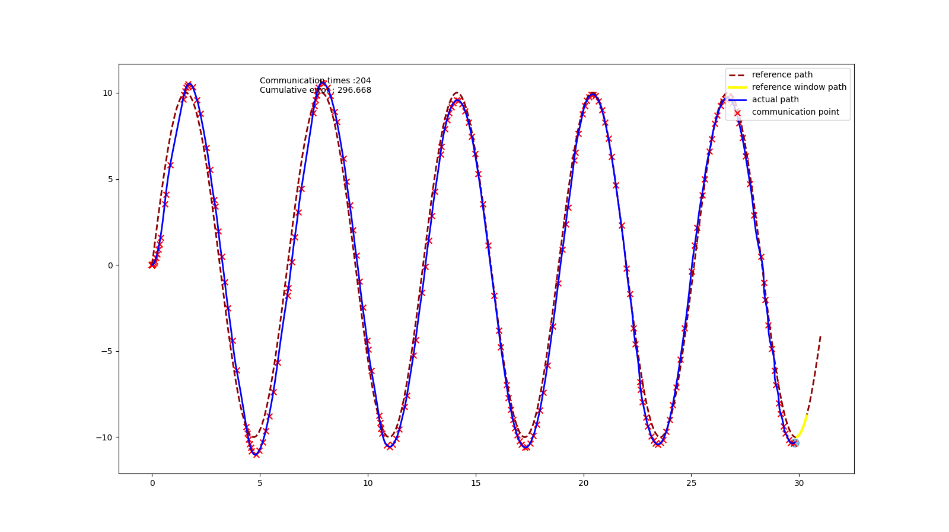 Communication times :204
Cumulative error : 296.668
reference path
reference window path
actual path
communication point
10
5
0
−5
−10
0 5 10 15 20 25 30